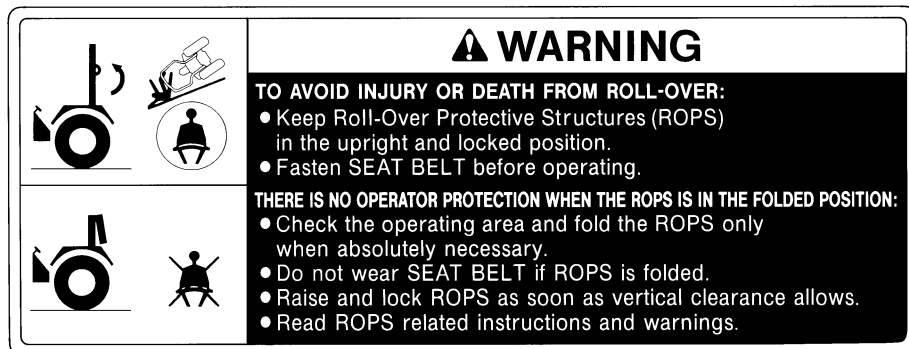 WARNING
TO AVOID INJURY OR DEATH FROM ROLL-OVER:
● Keep Roll-Over Protective Structures (ROPS)
in the upright and locked position.
● Fasten SEAT BELT before operating.
THERE IS NO OPERATOR PROTECTION WHEN THE ROPS IS IN THE FOLDED POSITION:
● Check the operating area and fold the ROPS only
when absolutely necessary.
● Do not wear SEAT BELT if ROPS is folded.
● Raise and lock ROPS as soon as vertical clearance allows.
● Read ROPS related instructions and warnings.